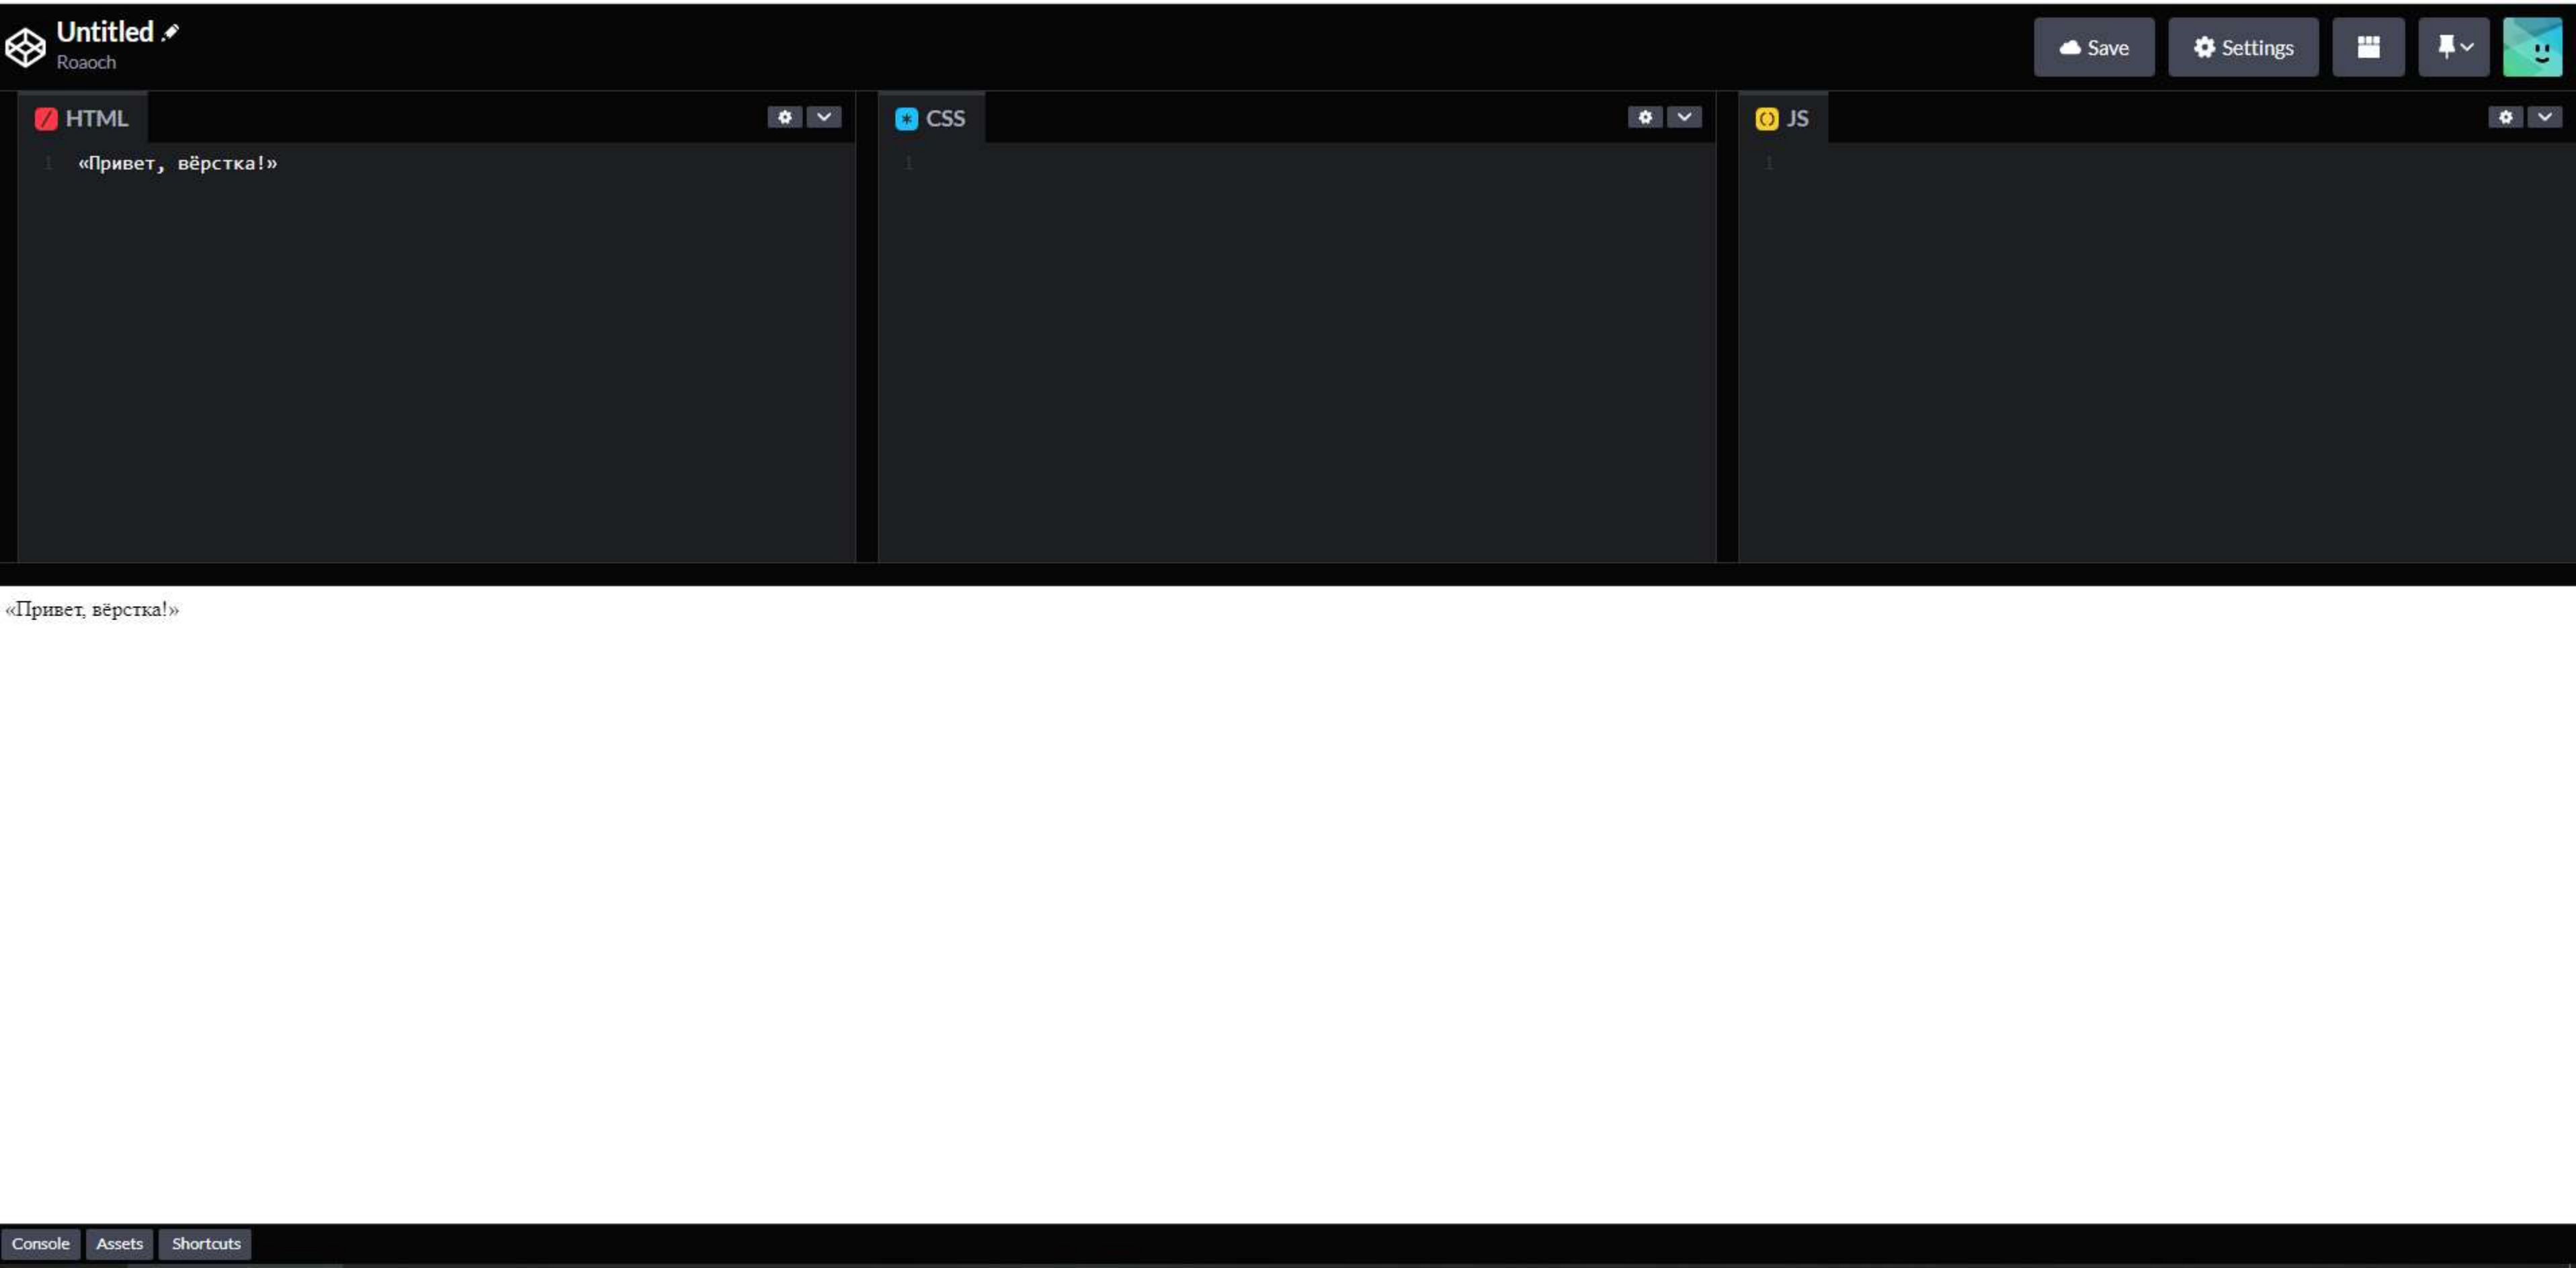 Untitled
Roaoch
Save
Settings
HTML
CSS
JS
1 «Привет, вёрстка!»
1
1
«Привет, вёрстка!»
Console Assets Shortcuts